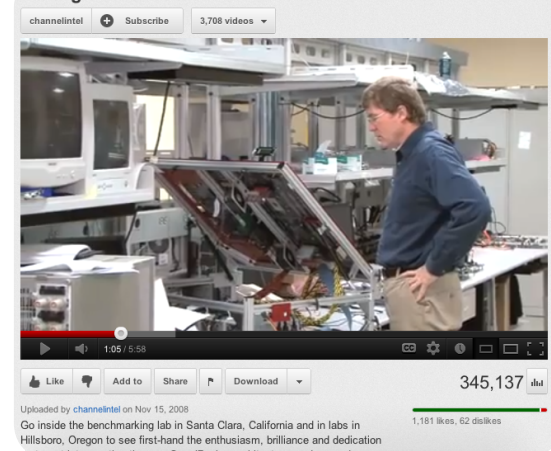 channelintel Subscribe 3,708 videos
1:05 / 5:58 CC
Like Add to Share Download 345,137
Uploaded by channelintel on Nov 15, 2008
1,181 likes, 62 dislikes
Go inside the benchmarking lab in Santa Clara, California and in labs in
Hillsboro, Oregon to see first-hand the enthusiasm, brilliance and dedication